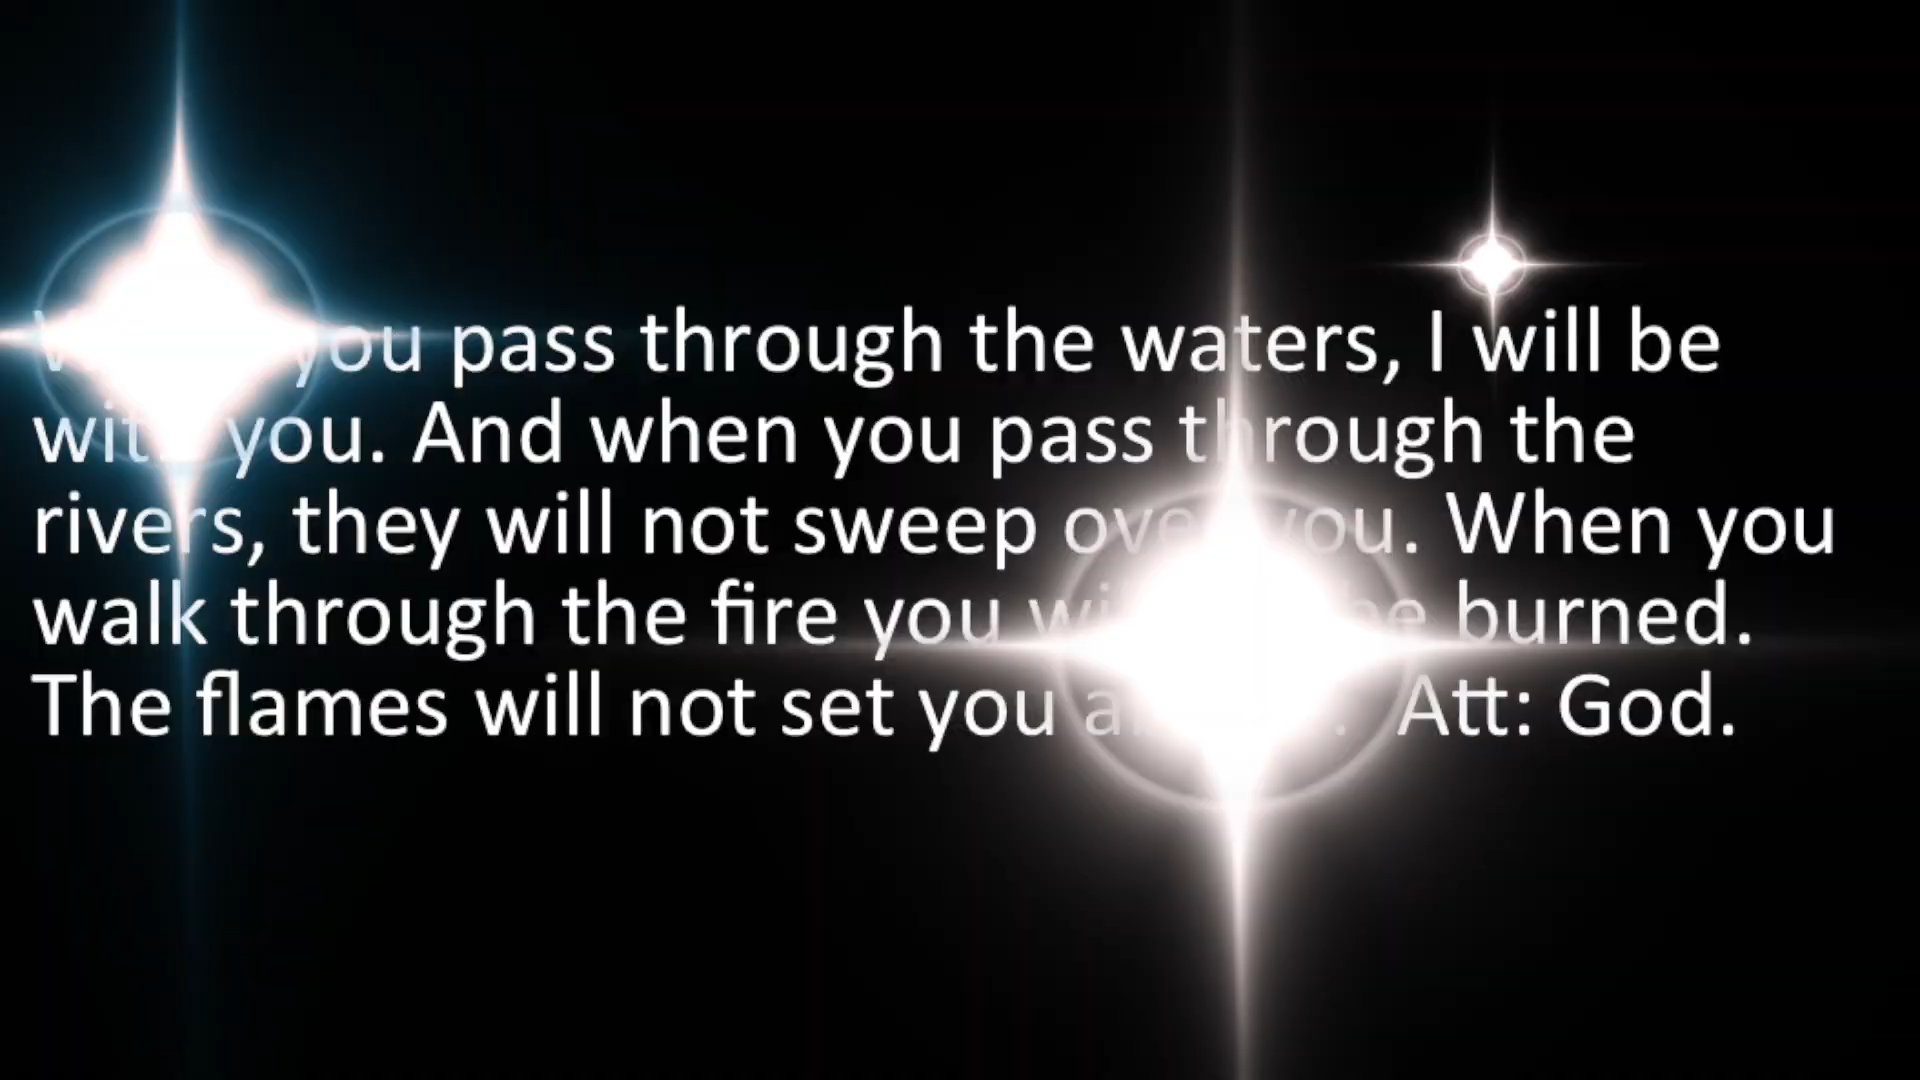 you pass through the waters, I will be
with you. And when you pass through the
rivers, they will not sweep over you. When you
walk through the fire you be burned.
The flames will not set you Att: God.